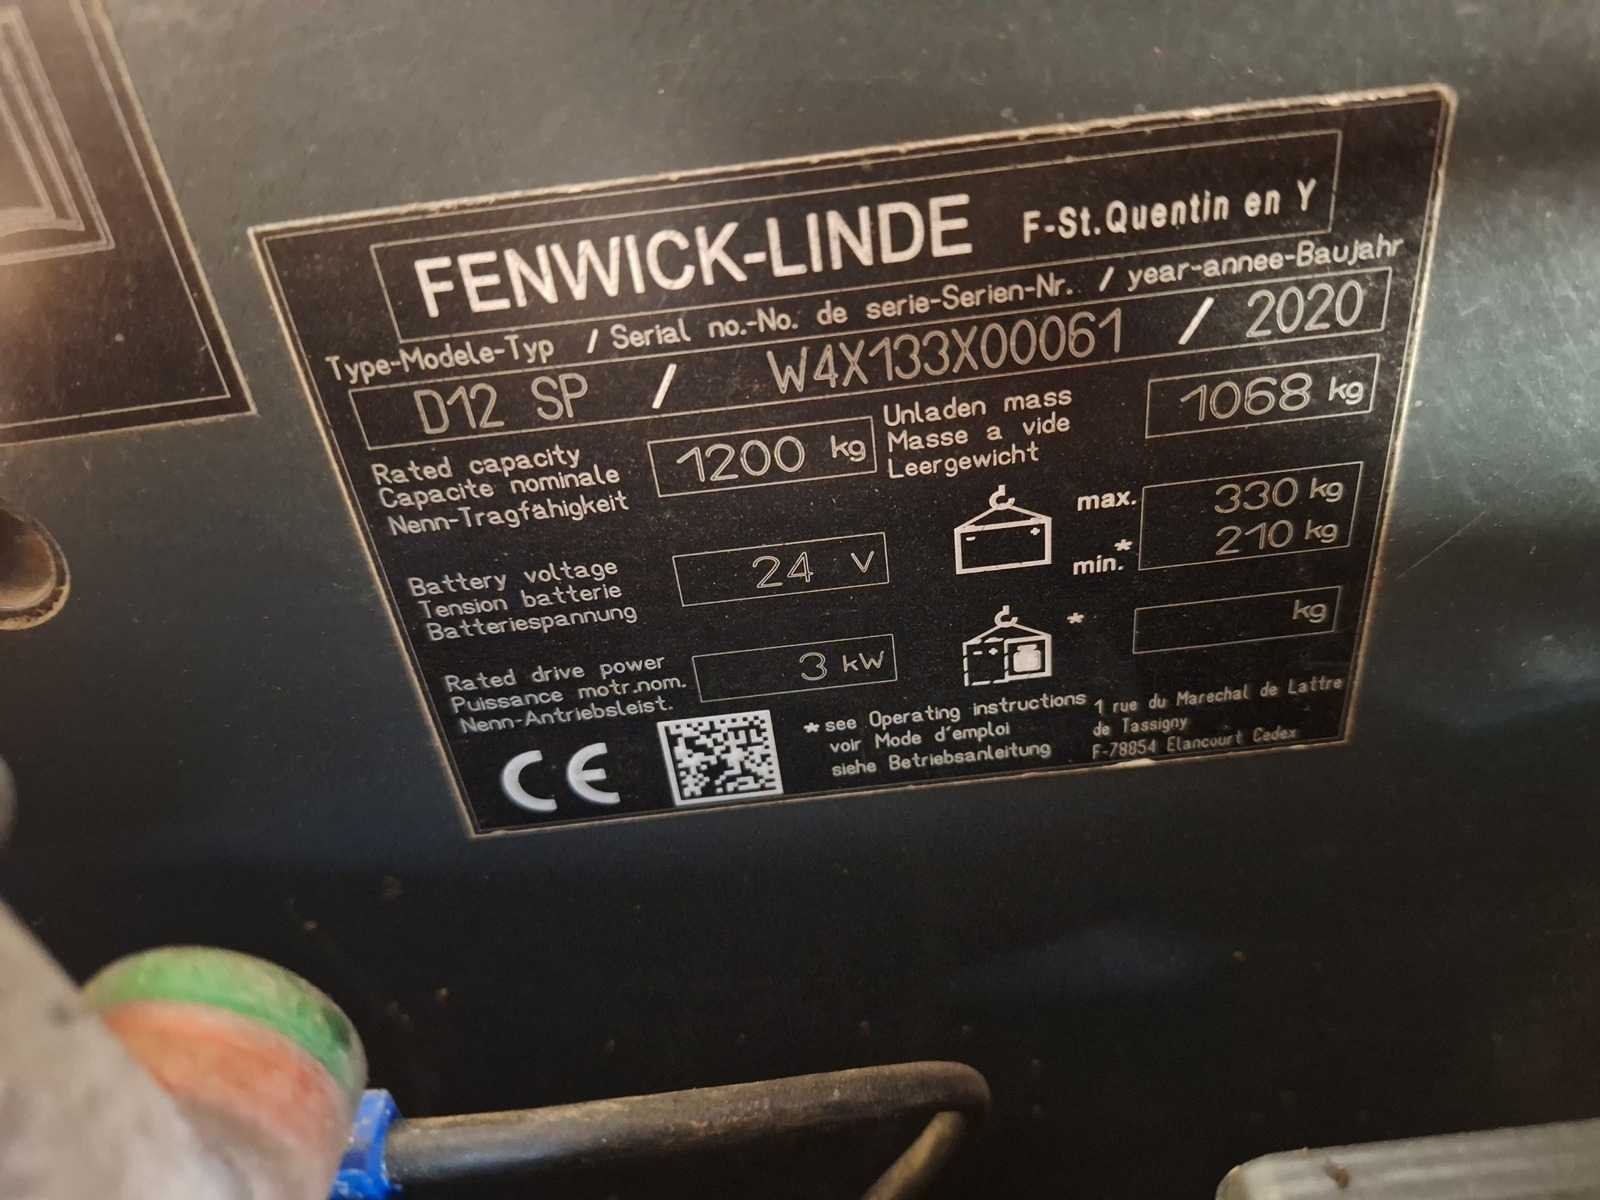 FENWICK-LINDE F-St.Quentin en Y
Type-Modele-Typ / Serial no.-No. de serie-Serien-Nr. / year-annee-Baujahr
D12 SP / W4X133X00061 / 2020
Rated capacity
Capacite nominale
Nenn-Tragfähigkeit
1200 kg
Unladen mass
Masse a vide
Leergewicht
1068 kg
Battery voltage
Tension batterie
Batteriespannung
24 V
max. 330 kg
min.* 210 kg
* kg
Rated drive power
Puissance motr.nom.
Nenn-Antriebsleist.
3 kW
CE
*see Operating instructions
voir Mode d'emploi
siehe Betriebsanleitung
1 rue du Marechal de Lattre
de Tassigny
F-78854 Elancourt Cedex